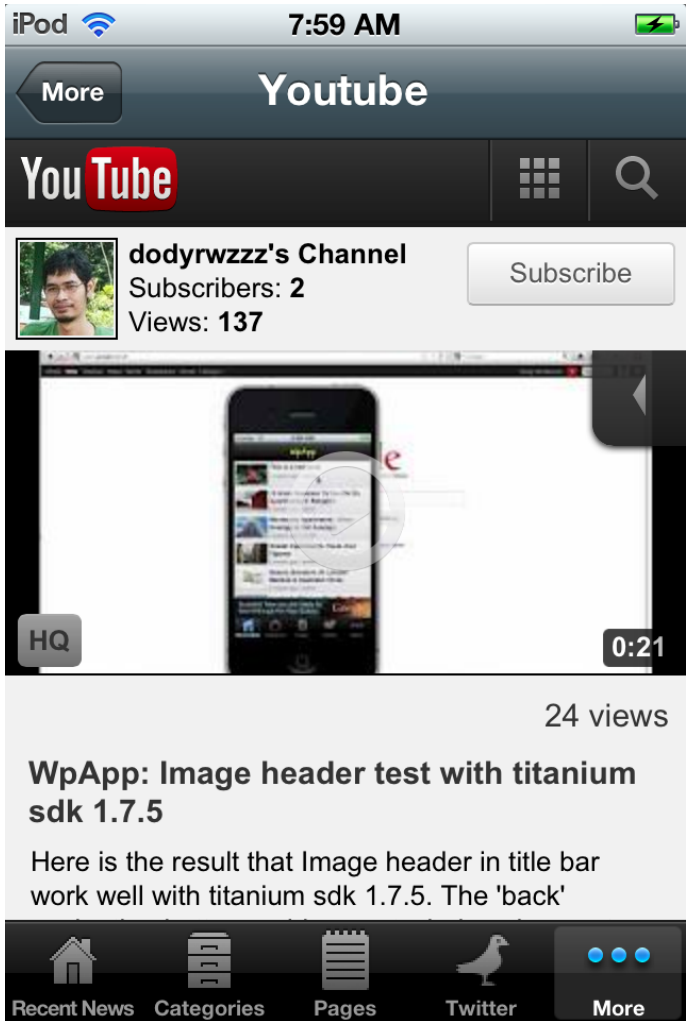 iPod
7:59 AM
More
Youtube
YouTube
dodyrwzzz's Channel
Subscribe
Subscribers: 2
Views: 137
HQ
0:21
24 views
WpApp: Image header test with titanium
sdk 1.7.5
Here is the result that Image header in title bar
work well with titanium sdk 1.7.5. The 'back'
Recent News
Categories
Pages
Twitter
More